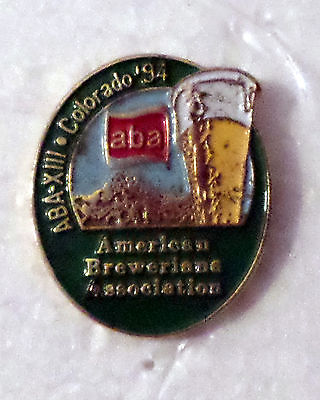 ABA•XIII • Colorado '94
aba
American
Breweriana
Association